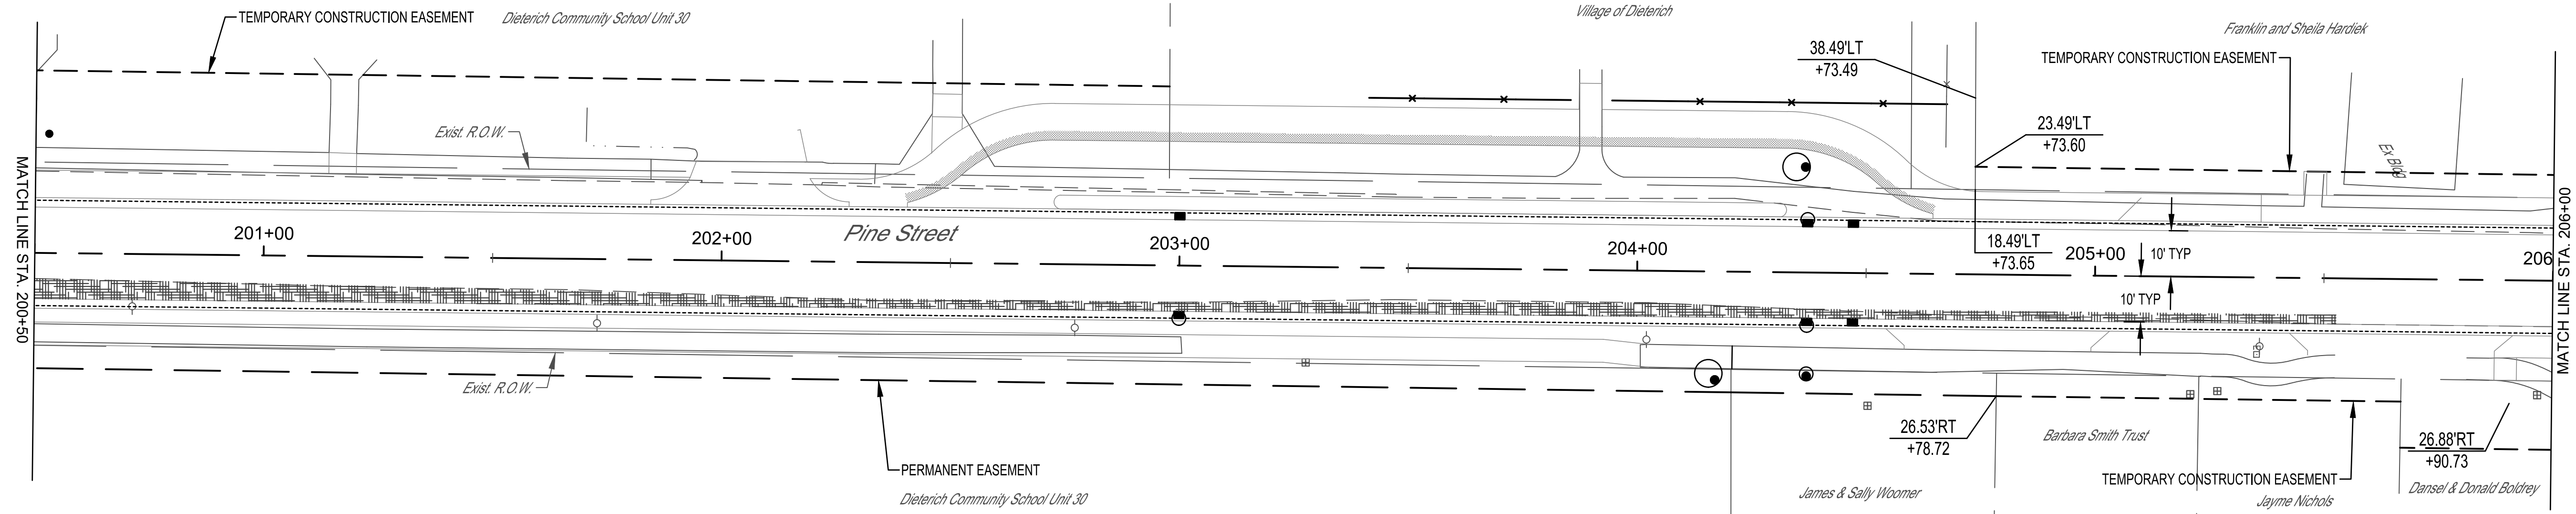 TEMPORARY CONSTRUCTION EASEMENT
Dieterich Community School Unit 30
Village of Dieterich
Franklin and Sheila Hardiek
38.49'LT
+73.49
TEMPORARY CONSTRUCTION EASEMENT
23.49'LT
+73.60
Exist. R.O.W.
Ex Bldg
MATCH LINE STA. 200+50
MATCH LINE STA. 206+00
201+00
202+00
Pine Street
203+00
204+00
18.49'LT
+73.65
205+00
10' TYP
206
10' TYP
Exist. R.O.W.
PERMANENT EASEMENT
Dieterich Community School Unit 30
26.53'RT
+78.72
Barbara Smith Trust
26.88'RT
+90.73
TEMPORARY CONSTRUCTION EASEMENT
James & Sally Woomer
Jayme Nichols
Dansel & Donald Boldrey